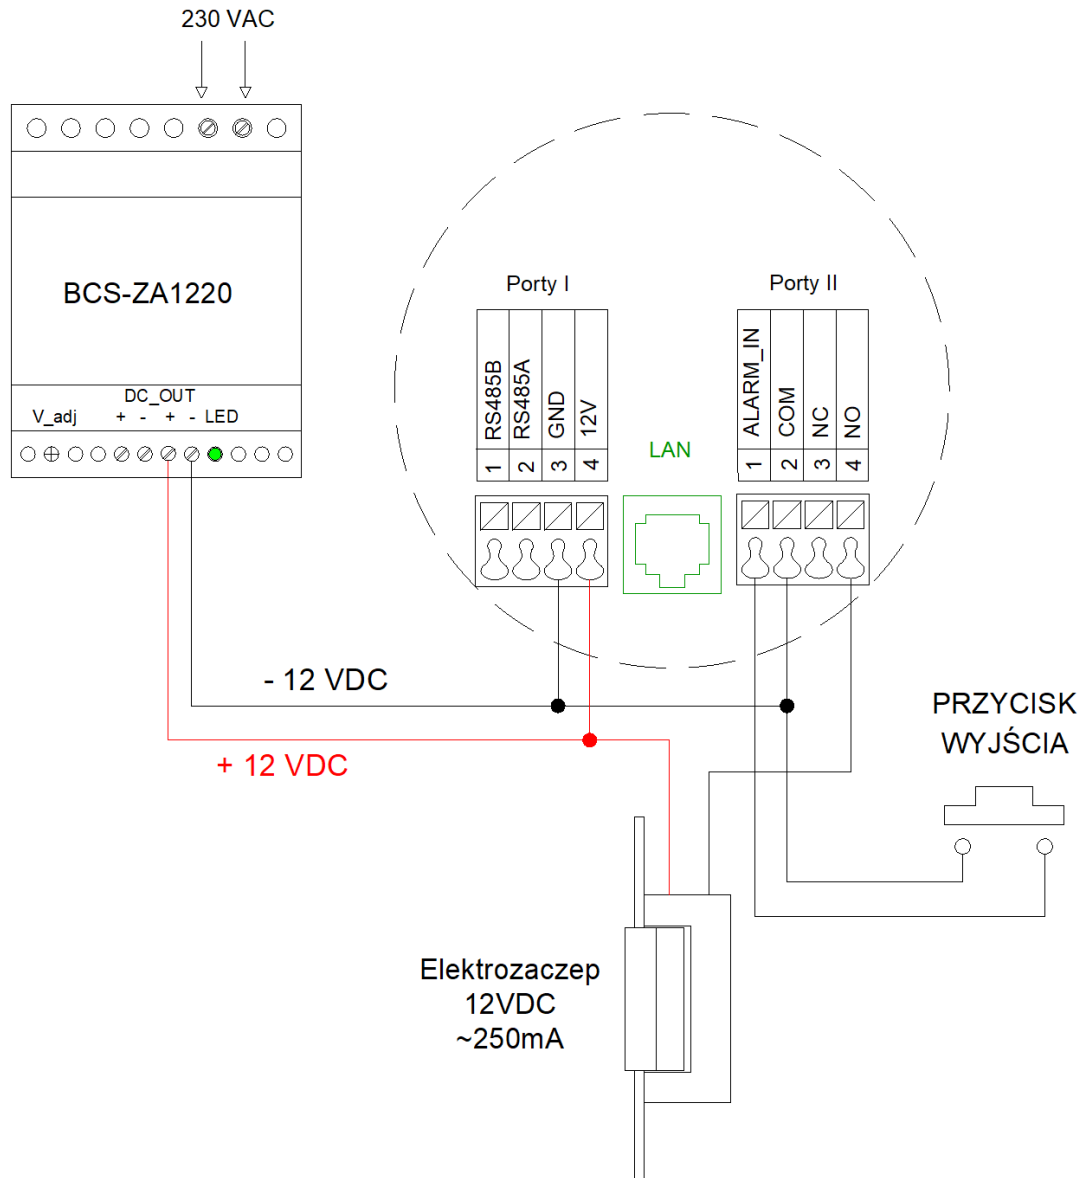 230 VAC
BCS-ZA1220
DC_OUT
V_adj + - + - LED
Porty I
RS485B
RS485A
GND
12V
1 2 3 4
LAN
Porty II
ALARM_IN
COM
NC
NO
1 2 3 4
- 12 VDC
+ 12 VDC
PRZYCISK
WYJŚCIA
Elektrozaczep
12VDC
~250mA